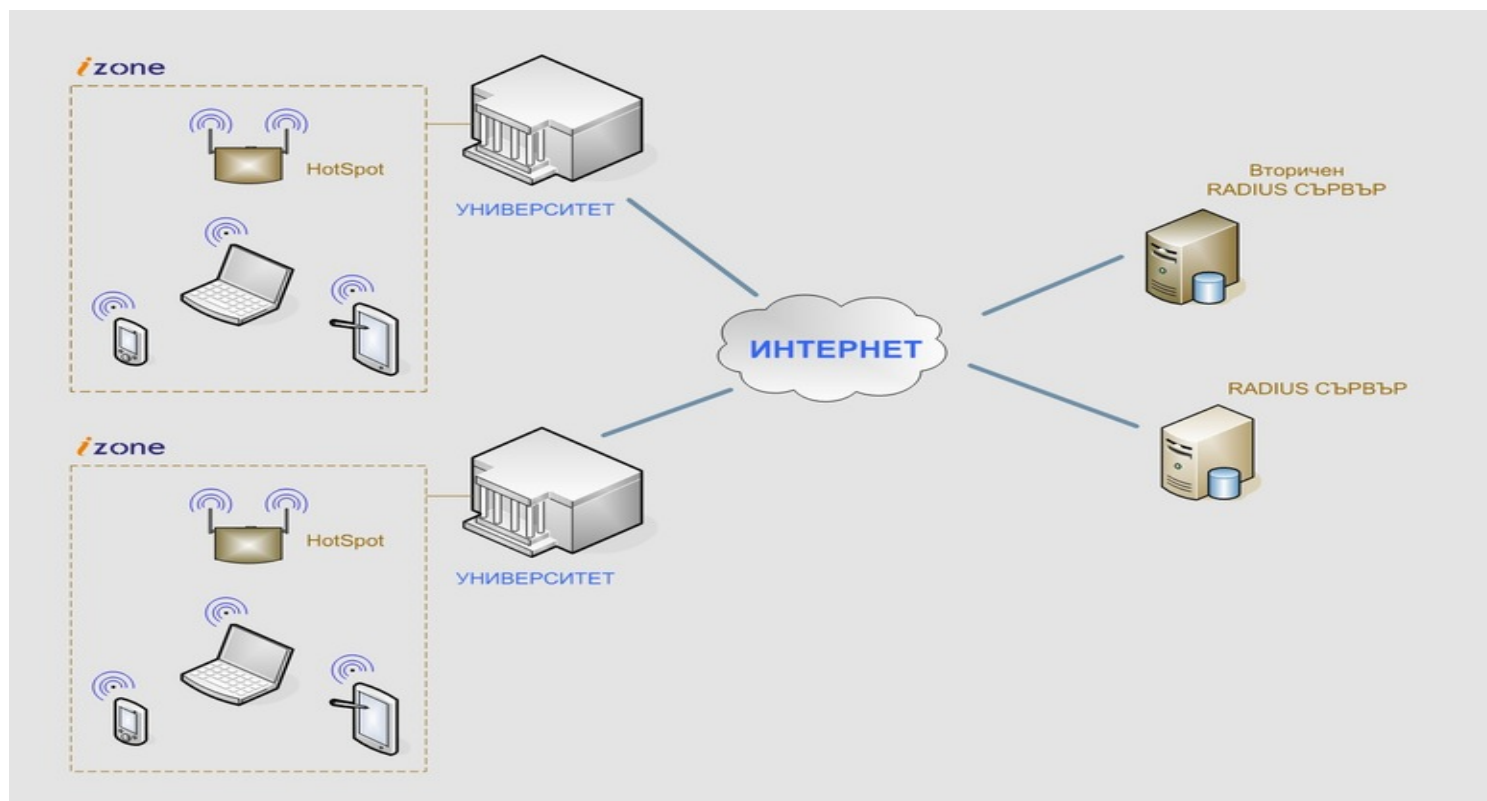 izone
HotSpot
УНИВЕРСИТЕТ
ИНТЕРНЕТ
Вторичен
RADIUS СЪРВЪР
RADIUS СЪРВЪР
izone
HotSpot
УНИВЕРСИТЕТ